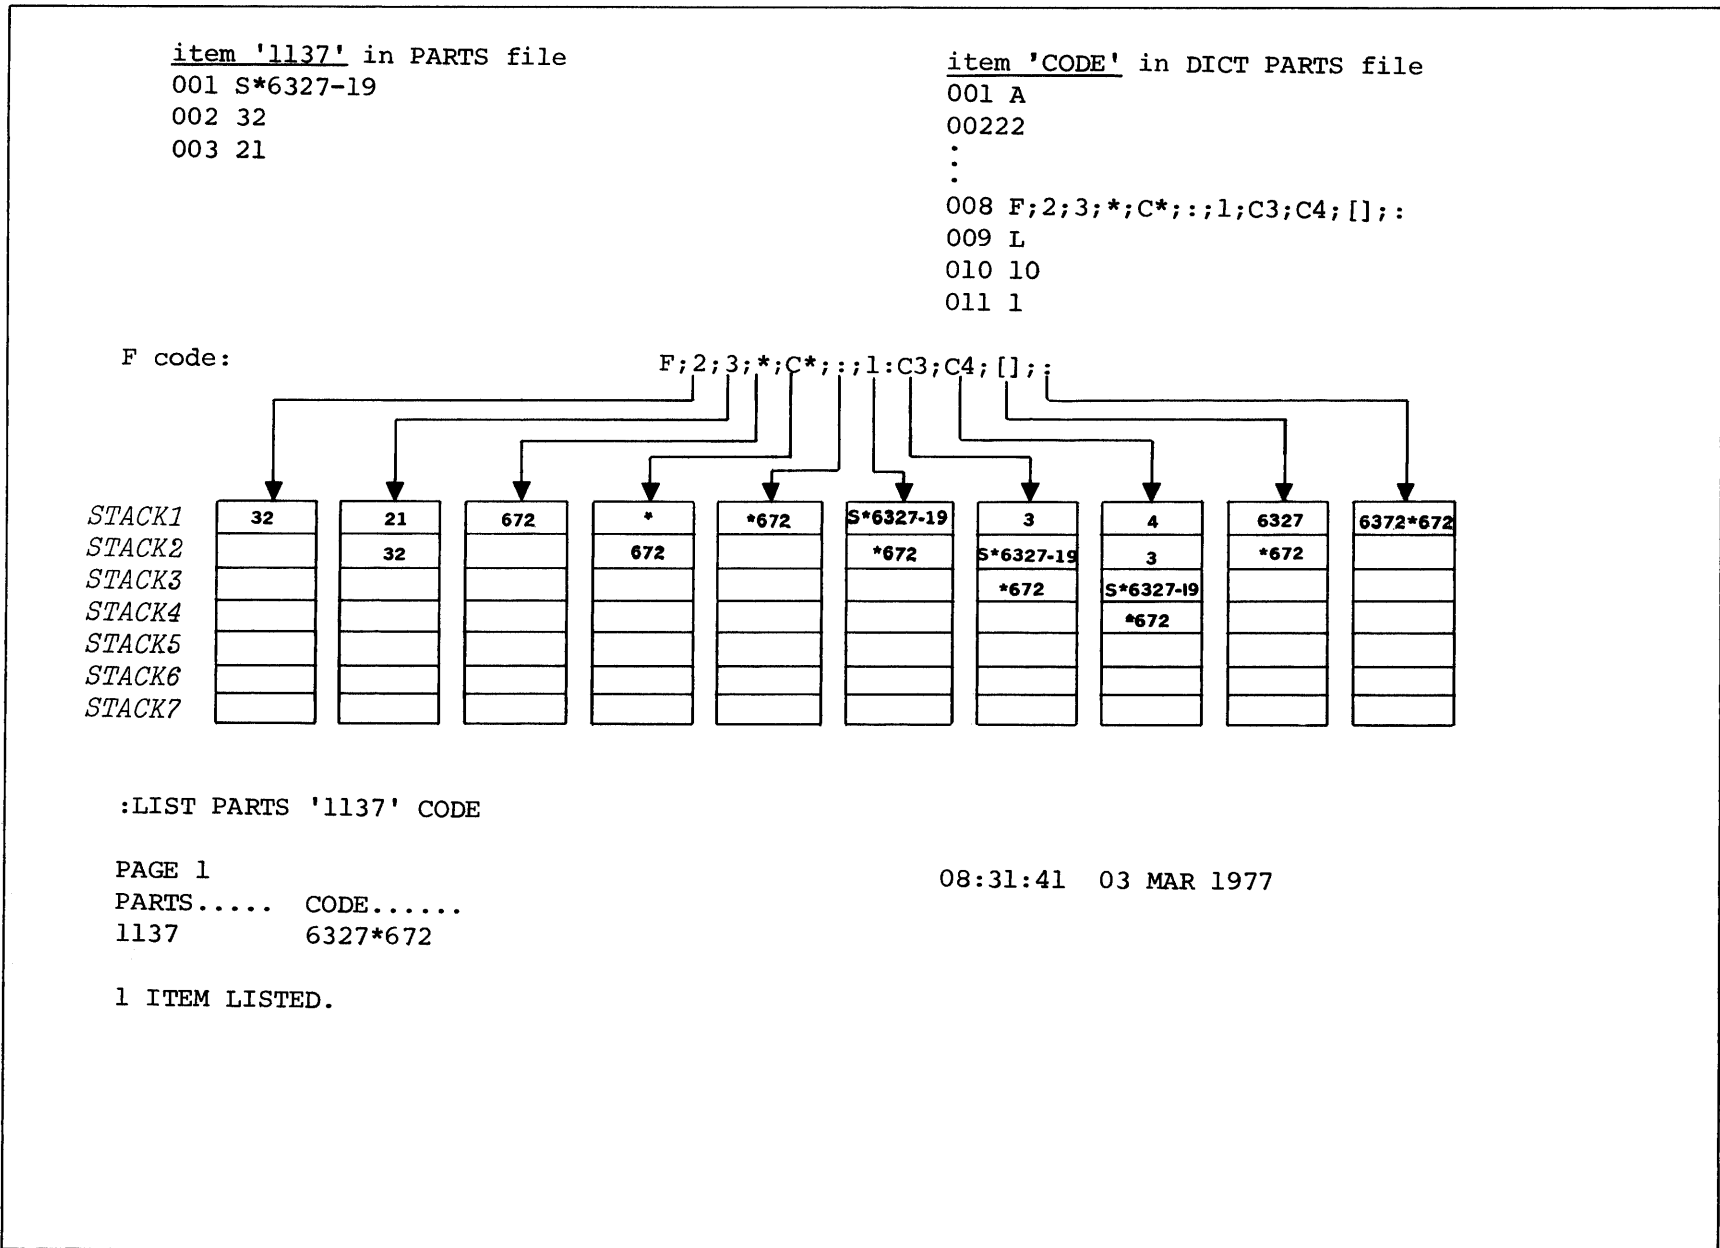 item '1137' in PARTS file
001 S*6327-19
002 32
003 21
item 'CODE' in DICT PARTS file
001 A
00222
.
.
.
008 F;2;3;*;C*;:;1;C3;C4;[];:
009 L
010 10
011 1
F code:
F;2;3;*;C*;:;1:C3;C4;[];:
STACK1 32 21 672 * *672 S*6327-19 3 4 6327 6372*672
STACK2 32 672 *672 S*6327-19 3 *672
STACK3 *672 S*6327-19
STACK4 *672
STACK5
STACK6
STACK7
:LIST PARTS '1137' CODE
PAGE 1 08:31:41 03 MAR 1977
PARTS..... CODE......
1137 6327*672
1 ITEM LISTED.